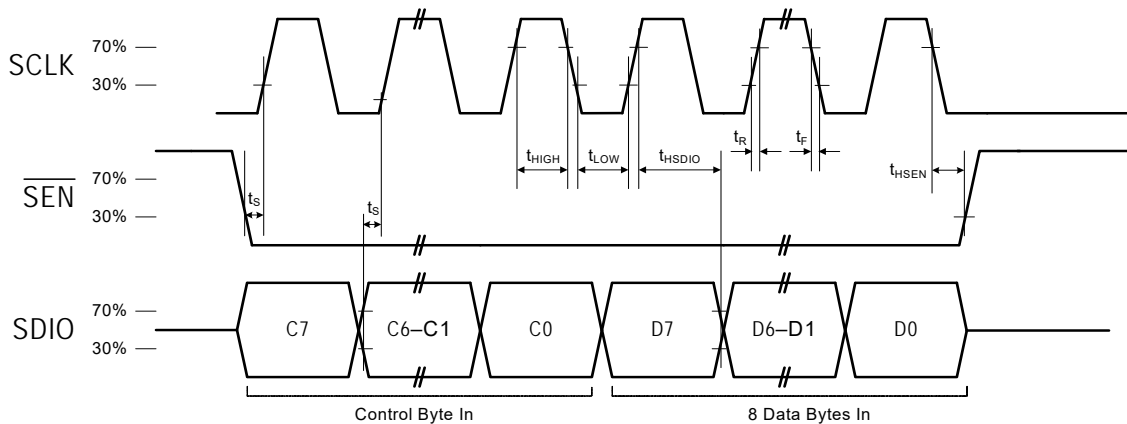 SCLK
70%
30%
tR
tF
tHIGH
tLOW
tHSDIO
tHSEN
SEN
70%
30%
tS
tS
SDIO
70%
30%
C7
C6–C1
C0
D7
D6–D1
D0
Control Byte In
8 Data Bytes In